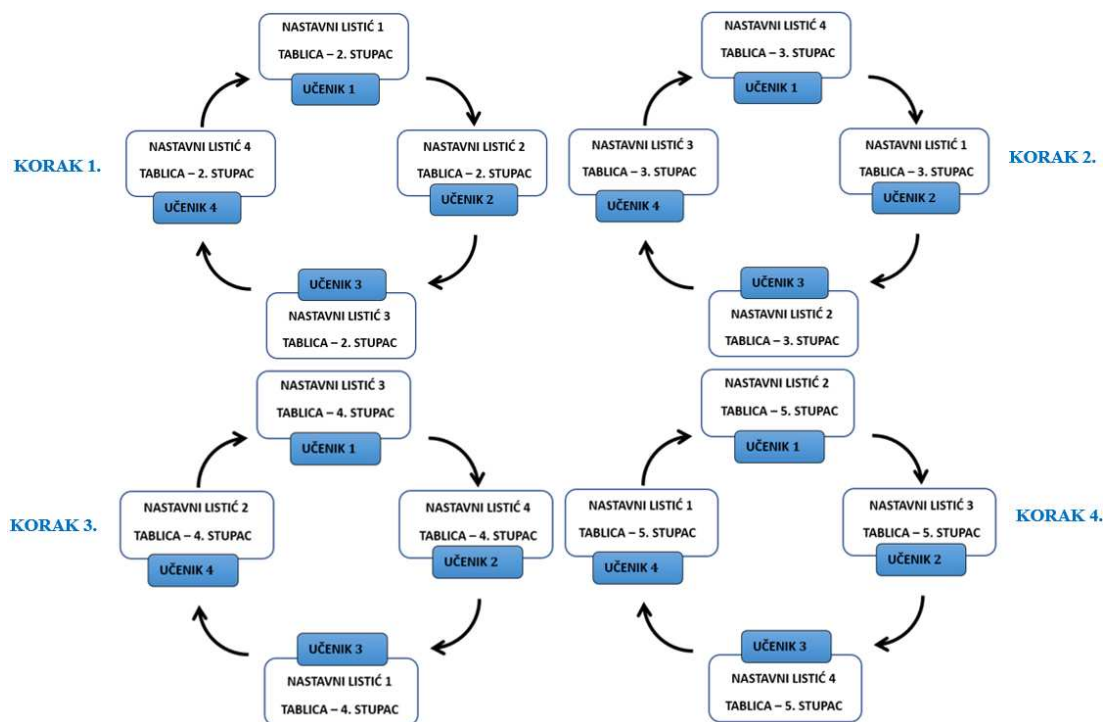 KORAK 1.
NASTAVNI LISTIĆ 1
TABLICA – 2. STUPAC
UČENIK 1
NASTAVNI LISTIĆ 2
TABLICA – 2. STUPAC
UČENIK 2
UČENIK 3
NASTAVNI LISTIĆ 3
TABLICA – 2. STUPAC
NASTAVNI LISTIĆ 4
TABLICA – 2. STUPAC
UČENIK 4
KORAK 2.
NASTAVNI LISTIĆ 4
TABLICA – 3. STUPAC
UČENIK 1
NASTAVNI LISTIĆ 1
TABLICA – 3. STUPAC
UČENIK 2
UČENIK 3
NASTAVNI LISTIĆ 2
TABLICA – 3. STUPAC
NASTAVNI LISTIĆ 3
TABLICA – 3. STUPAC
UČENIK 4
KORAK 3.
NASTAVNI LISTIĆ 3
TABLICA – 4. STUPAC
UČENIK 1
NASTAVNI LISTIĆ 4
TABLICA – 4. STUPAC
UČENIK 2
UČENIK 3
NASTAVNI LISTIĆ 1
TABLICA – 4. STUPAC
NASTAVNI LISTIĆ 2
TABLICA – 4. STUPAC
UČENIK 4
KORAK 4.
NASTAVNI LISTIĆ 2
TABLICA – 5. STUPAC
UČENIK 1
NASTAVNI LISTIĆ 3
TABLICA – 5. STUPAC
UČENIK 2
UČENIK 3
NASTAVNI LISTIĆ 4
TABLICA – 5. STUPAC
NASTAVNI LISTIĆ 1
TABLICA – 5. STUPAC
UČENIK 4